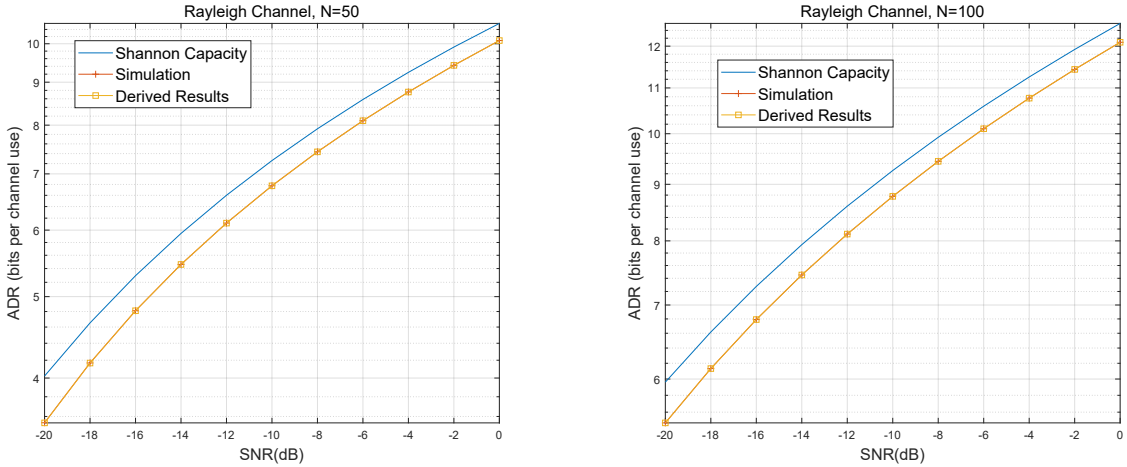 Rayleigh Channel, N=50
10
9
8
7
6
5
4
ADR (bits per channel use)
Shannon Capacity
Simulation
Derived Results
-20 -18 -16 -14 -12 -10 -8 -6 -4 -2 0
SNR(dB)
Rayleigh Channel, N=100
12
11
10
9
8
7
6
ADR (bits per channel use)
Shannon Capacity
Simulation
Derived Results
-20 -18 -16 -14 -12 -10 -8 -6 -4 -2 0
SNR(dB)